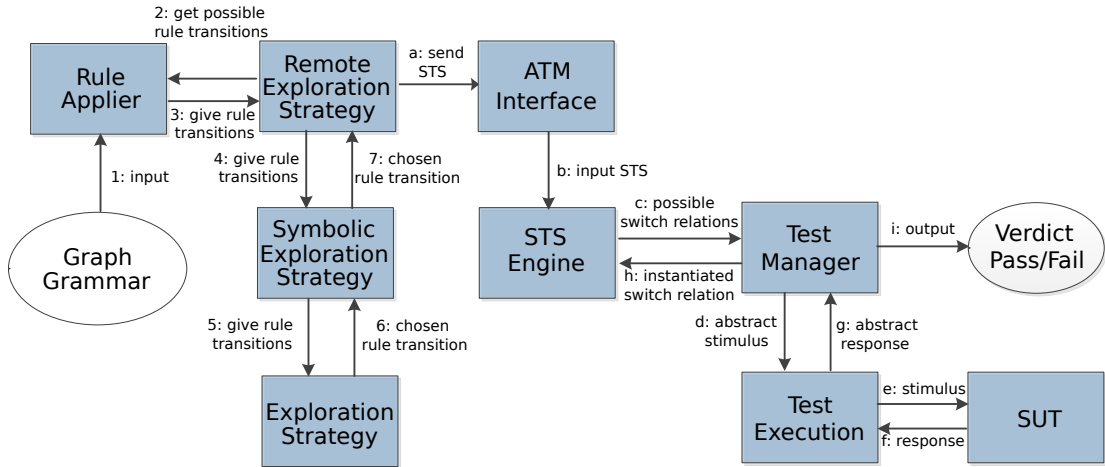 2: get possible
rule transitions
Rule
Applier
3: give rule
transitions
1: input
Graph
Grammar
Remote
Exploration
Strategy
a: send
STS
ATM
Interface
4: give rule
transitions
7: chosen
rule transition
b: input STS
Symbolic
Exploration
Strategy
5: give rule
transitions
6: chosen
rule transition
Exploration
Strategy
STS
Engine
c: possible
switch relations
h: instantiated
switch relation
Test
Manager
i: output
Verdict
Pass/Fail
d: abstract
stimulus
g: abstract
response
Test
Execution
e: stimulus
f: response
SUT